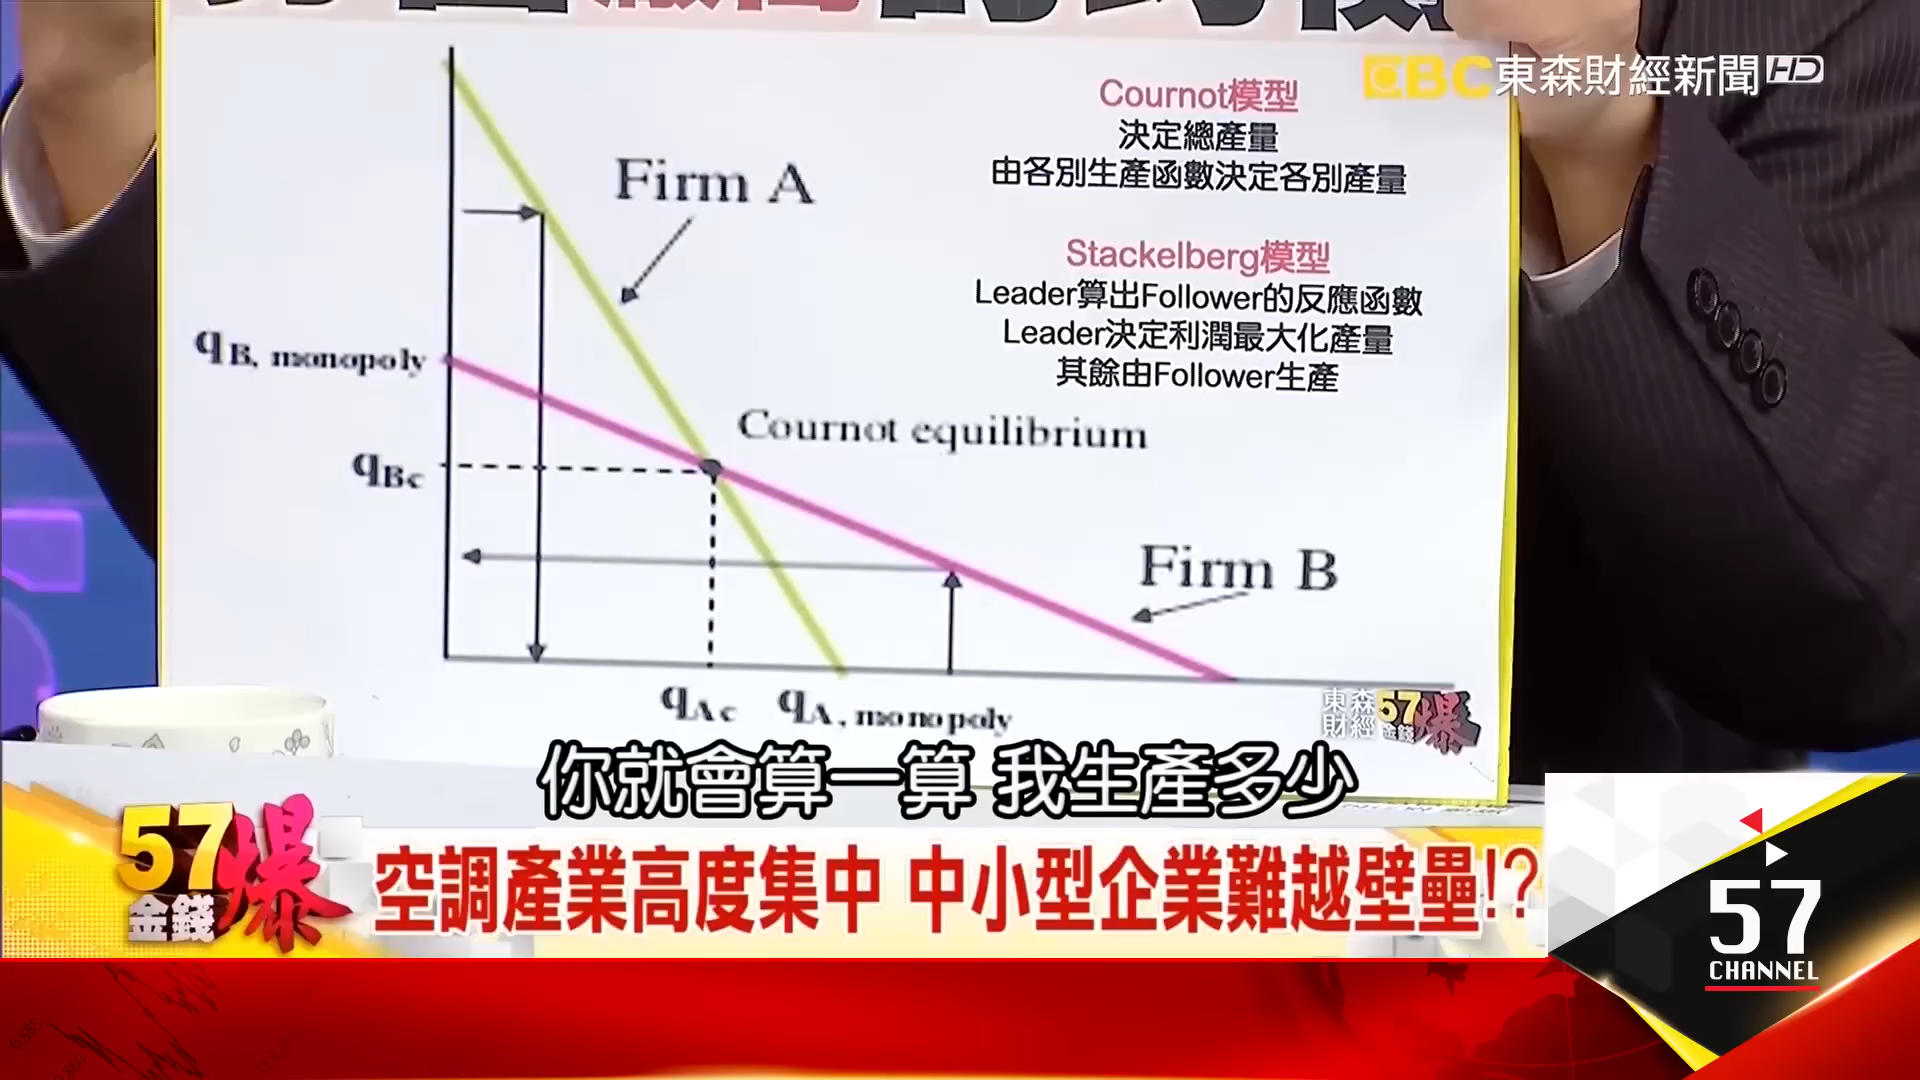 EBC東森財經新聞HD
Cournot模型
決定總產量
由各別生產函數決定各別產量
Stackelberg模型
Leader算出Follower的反應函數
Leader決定利潤最大化產量
其餘由Follower生產
Firm A
qB, monopoly
Cournot equilibrium
qBc
Firm B
qAc
qA, monopoly
東森財經
57金錢爆
你就會算一算 我生產多少
57金錢爆
空調產業高度集中 中小型企業難越壁壘!?
57
CHANNEL